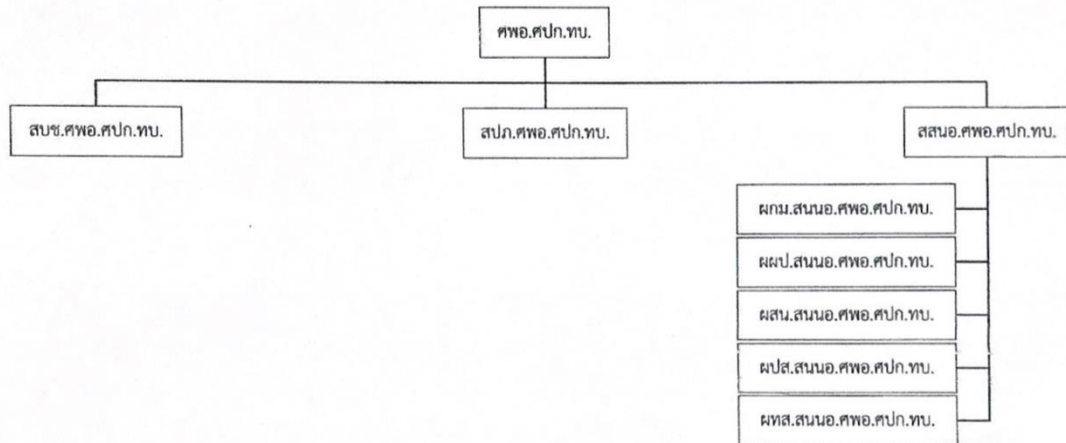 ศพอ.ศปก.ทบ.
สบช.ศพอ.ศปก.ทบ.
สปภ.ศพอ.ศปก.ทบ.
สสนอ.ศพอ.ศปก.ทบ.
ผกม.สนนอ.ศพอ.ศปก.ทบ.
ผผป.สนนอ.ศพอ.ศปก.ทบ.
ผสน.สนนอ.ศพอ.ศปก.ทบ.
ผปส.สนนอ.ศพอ.ศปก.ทบ.
ผทส.สนนอ.ศพอ.ศปก.ทบ.